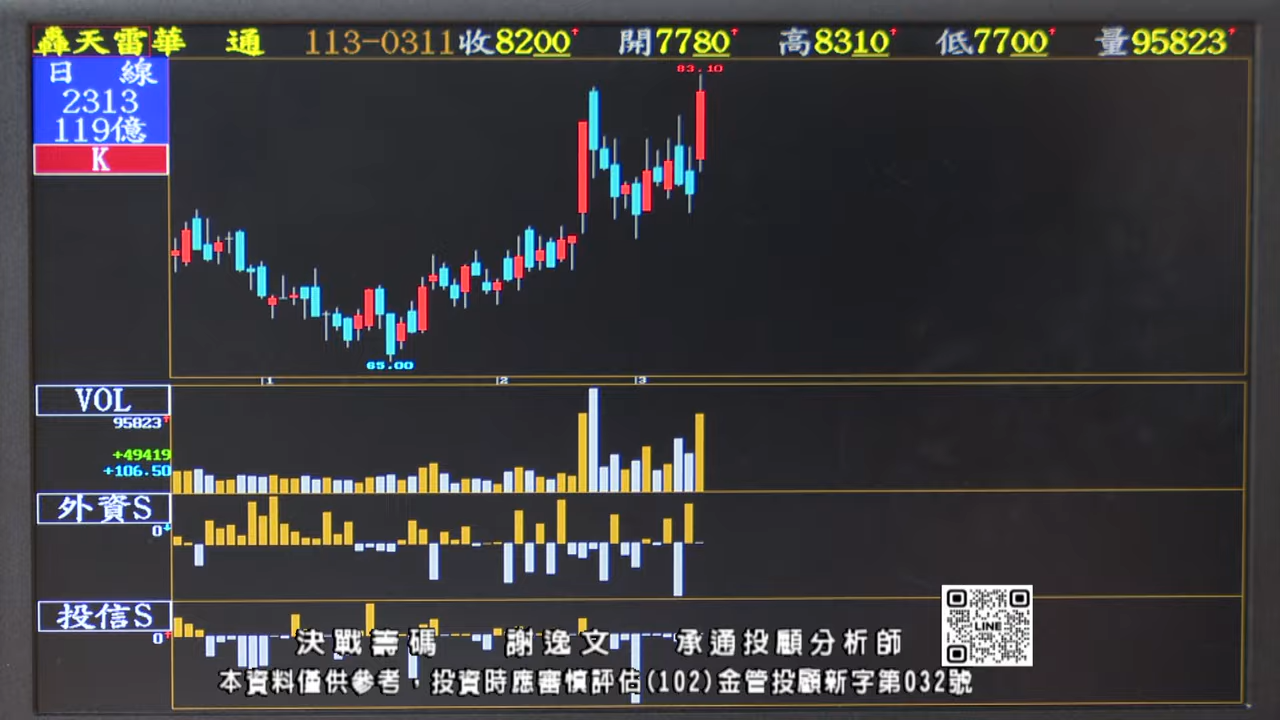 轟天雷華 通 113-0311收8200↑ 開7780↑ 高8310↑ 低7700↑ 量95823↑
日 線
2313
119億
K
83.10
65.00
1 2 3
VOL
95823↑
+49419
+106.50
外資S
0↓
投信S
0↑
LINE
決戰籌碼 謝逸文 承通投顧分析師
本資料僅供參考，投資時應審慎評估(102)金管投顧新字第032號